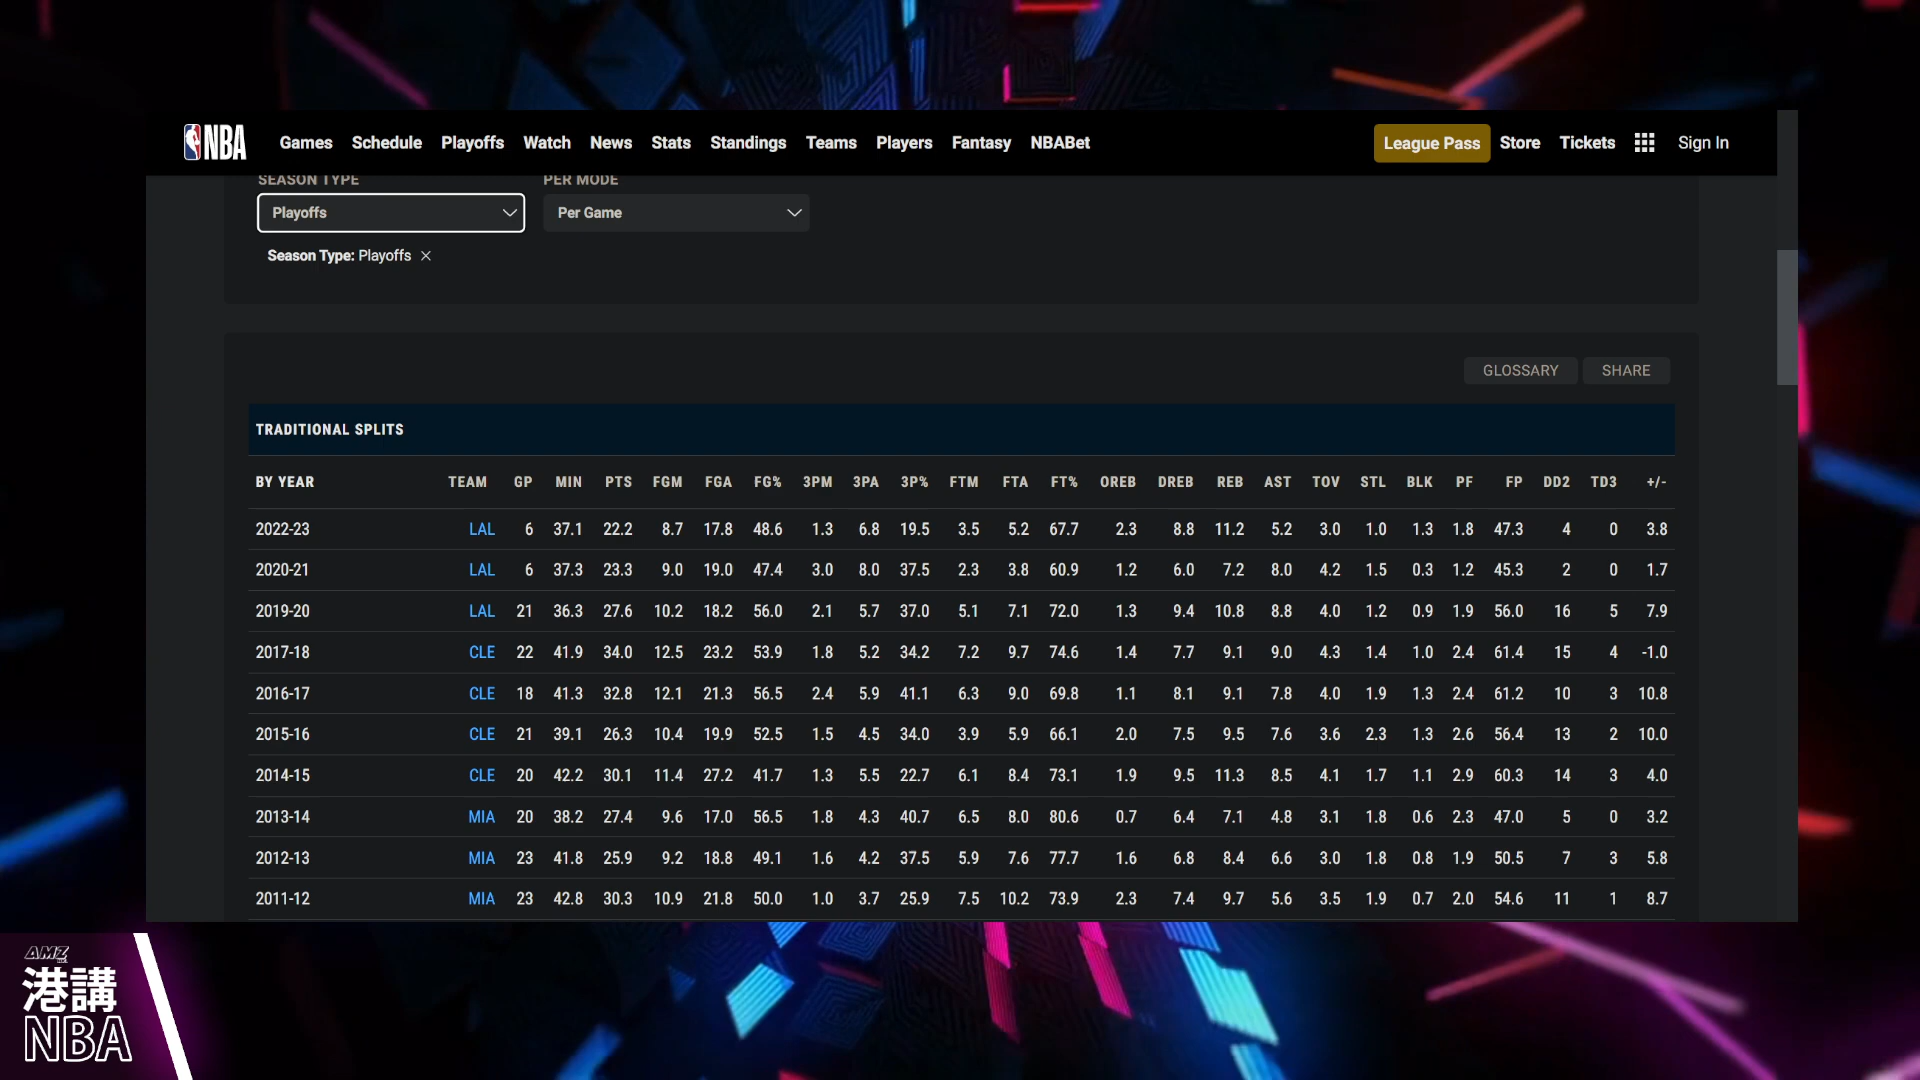 NBA Games Schedule Playoffs Watch News Stats Standings Teams Players Fantasy NBABet League Pass Store Tickets Sign In
SEASON TYPE PER MODE
Playoffs Per Game
Season Type: Playoffs ×
GLOSSARY SHARE
TRADITIONAL SPLITS
BY YEAR TEAM GP MIN PTS FGM FGA FG% 3PM 3PA 3P% FTM FTA FT% OREB DREB REB AST TOV STL BLK PF FP DD2 TD3 +/-
2022-23 LAL 6 37.1 22.2 8.7 17.8 48.6 1.3 6.8 19.5 3.5 5.2 67.7 2.3 8.8 11.2 5.2 3.0 1.0 1.3 1.8 47.3 4 0 3.8
2020-21 LAL 6 37.3 23.3 9.0 19.0 47.4 3.0 8.0 37.5 2.3 3.8 60.9 1.2 6.0 7.2 8.0 4.2 1.5 0.3 1.2 45.3 2 0 1.7
2019-20 LAL 21 36.3 27.6 10.2 18.2 56.0 2.1 5.7 37.0 5.1 7.1 72.0 1.3 9.4 10.8 8.8 4.0 1.2 0.9 1.9 56.0 16 5 7.9
2017-18 CLE 22 41.9 34.0 12.5 23.2 53.9 1.8 5.2 34.2 7.2 9.7 74.6 1.4 7.7 9.1 9.0 4.3 1.4 1.0 2.4 61.4 15 4 -1.0
2016-17 CLE 18 41.3 32.8 12.1 21.3 56.5 2.4 5.9 41.1 6.3 9.0 69.8 1.1 8.1 9.1 7.8 4.0 1.9 1.3 2.4 61.2 10 3 10.8
2015-16 CLE 21 39.1 26.3 10.4 19.9 52.5 1.5 4.5 34.0 3.9 5.9 66.1 2.0 7.5 9.5 7.6 3.6 2.3 1.3 2.6 56.4 13 2 10.0
2014-15 CLE 20 42.2 30.1 11.4 27.2 41.7 1.3 5.5 22.7 6.1 8.4 73.1 1.9 9.5 11.3 8.5 4.1 1.7 1.1 2.9 60.3 14 3 4.0
2013-14 MIA 20 38.2 27.4 9.6 17.0 56.5 1.8 4.3 40.7 6.5 8.0 80.6 0.7 6.4 7.1 4.8 3.1 1.8 0.6 2.3 47.0 5 0 3.2
2012-13 MIA 23 41.8 25.9 9.2 18.8 49.1 1.6 4.2 37.5 5.9 7.6 77.7 1.6 6.8 8.4 6.6 3.0 1.8 0.8 1.9 50.5 7 3 5.8
2011-12 MIA 23 42.8 30.3 10.9 21.8 50.0 1.0 3.7 25.9 7.5 10.2 73.9 2.3 7.4 9.7 5.6 3.5 1.9 0.7 2.0 54.6 11 1 8.7
AMZ
港講
NBA